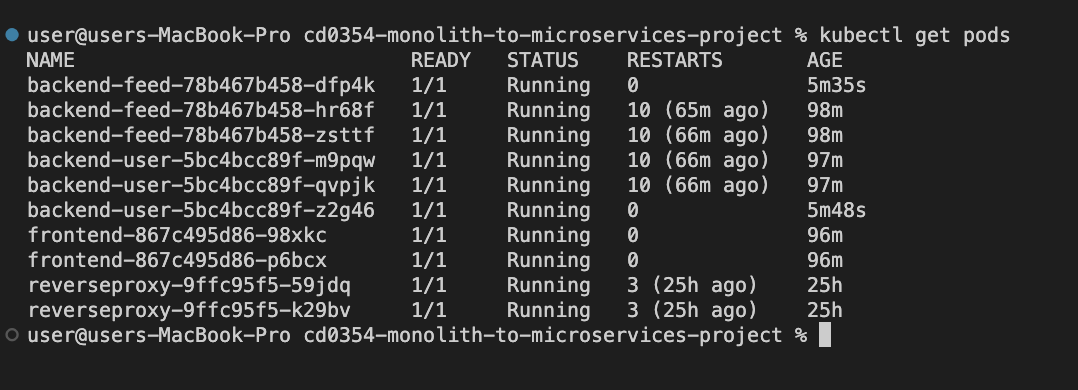 user@users-MacBook-Pro cd0354-monolith-to-microservices-project % kubectl get pods
NAME READY STATUS RESTARTS AGE
backend-feed-78b467b458-dfp4k 1/1 Running 0 5m35s
backend-feed-78b467b458-hr68f 1/1 Running 10 (65m ago) 98m
backend-feed-78b467b458-zsttf 1/1 Running 10 (66m ago) 98m
backend-user-5bc4bcc89f-m9pqw 1/1 Running 10 (66m ago) 97m
backend-user-5bc4bcc89f-qvpjk 1/1 Running 10 (66m ago) 97m
backend-user-5bc4bcc89f-z2g46 1/1 Running 0 5m48s
frontend-867c495d86-98xkc 1/1 Running 0 96m
frontend-867c495d86-p6bcx 1/1 Running 0 96m
reverseproxy-9ffc95f5-59jdq 1/1 Running 3 (25h ago) 25h
reverseproxy-9ffc95f5-k29bv 1/1 Running 3 (25h ago) 25h
user@users-MacBook-Pro cd0354-monolith-to-microservices-project %